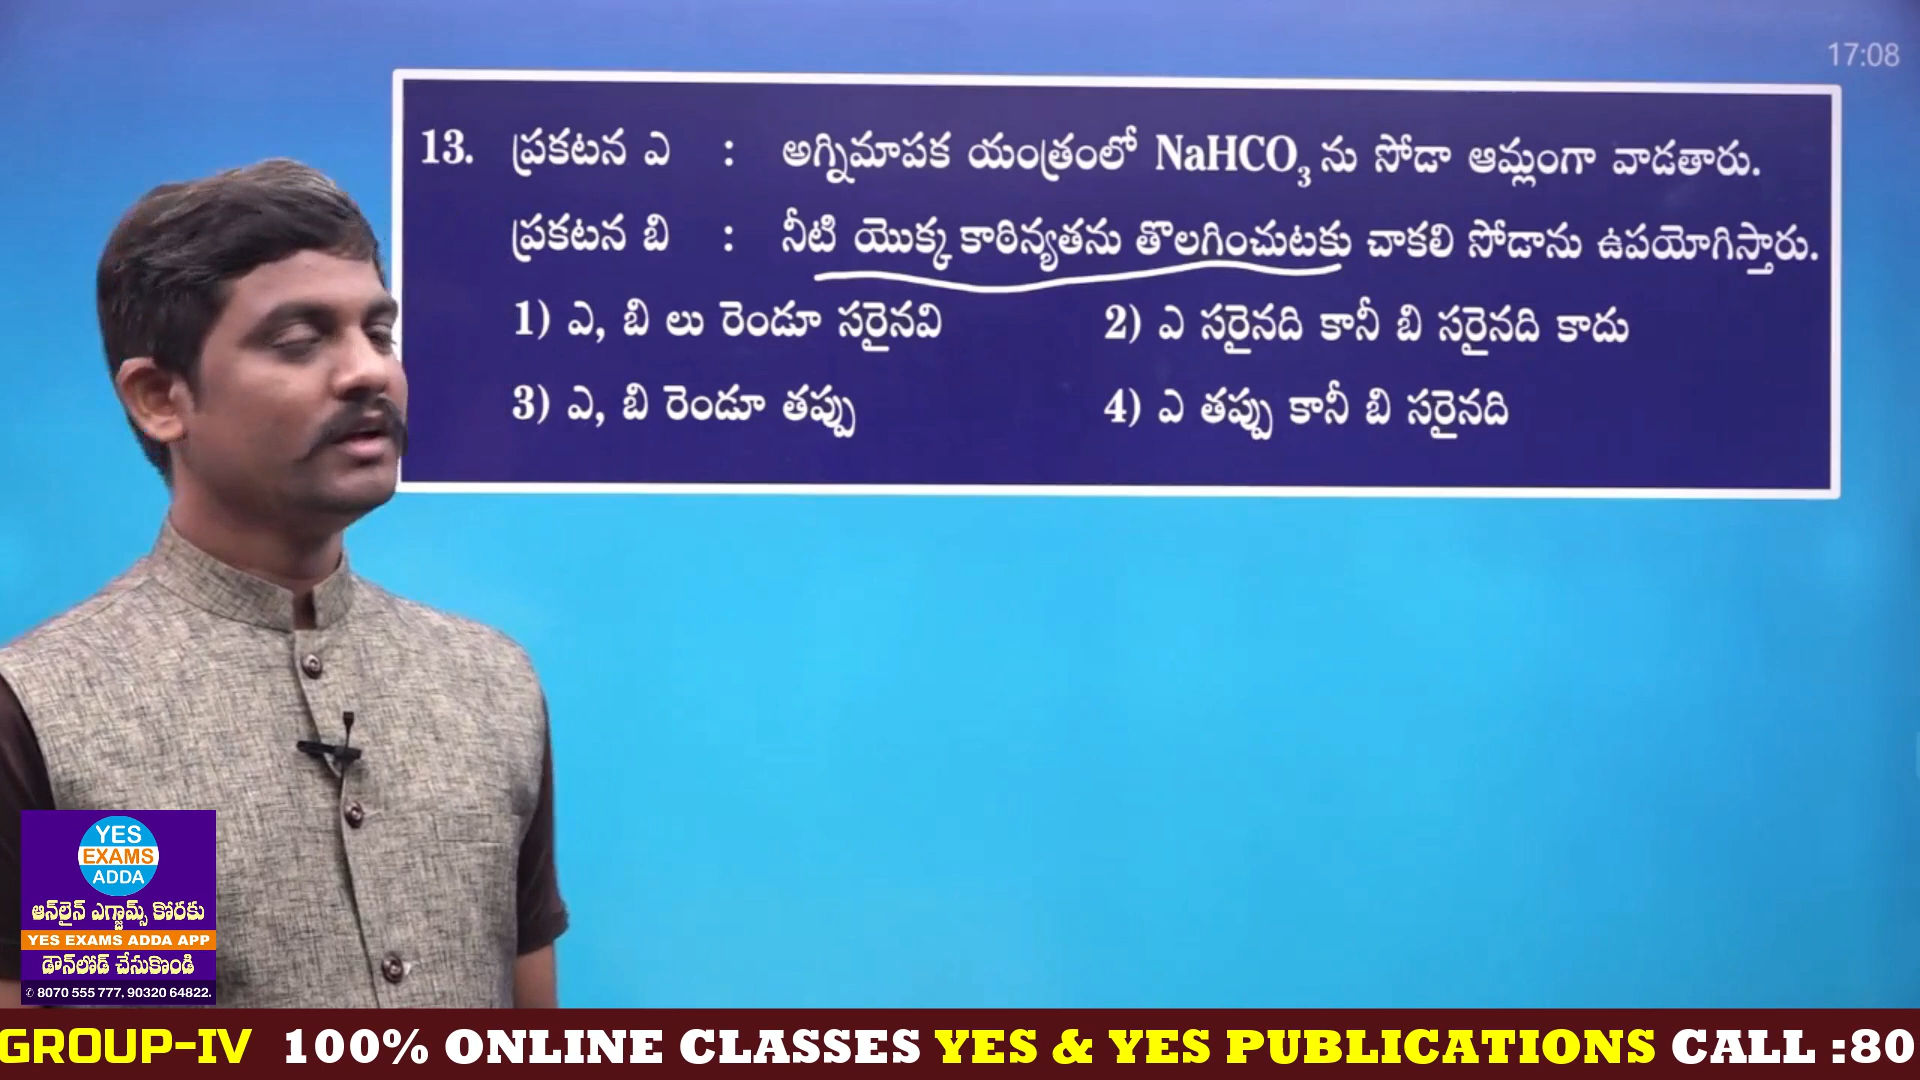 17:08
13. ప్రకటన ఎ : అగ్నిమాపక యంత్రంలో NaHCO₃ ను సోడా ఆమ్లంగా వాడతారు.
ప్రకటన బి : నీటి యొక్క కాఠిన్యతను తొలగించుటకు చాకలి సోడాను ఉపయోగిస్తారు.
1) ఎ, బి లు రెండూ సరైనవి 2) ఎ సరైనది కానీ బి సరైనది కాదు
3) ఎ, బి రెండూ తప్పు 4) ఎ తప్పు కానీ బి సరైనది
YES
EXAMS
ADDA
ఆన్‌లైన్ ఎగ్జామ్స్ కోరకు
YES EXAMS ADDA APP
డౌన్‌లోడ్ చేసుకొండి
✆ 8070 555 777, 90320 64822.
GROUP-IV 100% ONLINE CLASSES YES & YES PUBLICATIONS CALL :80